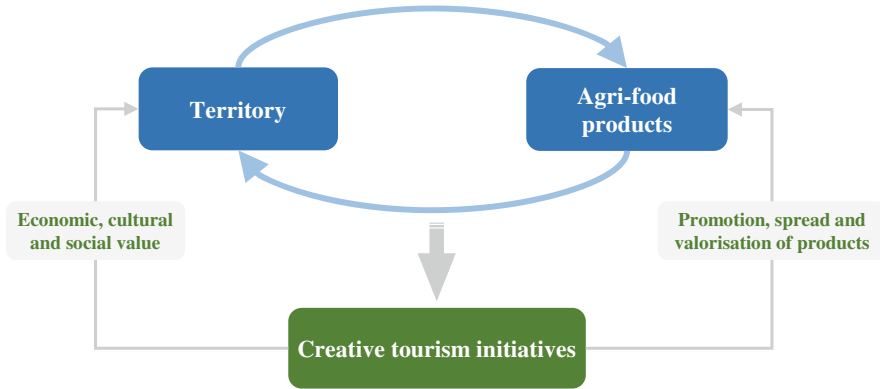 Territory
Agri-food
products
Economic, cultural
and social value
Promotion, spread and
valorisation of products
Creative tourism initiatives